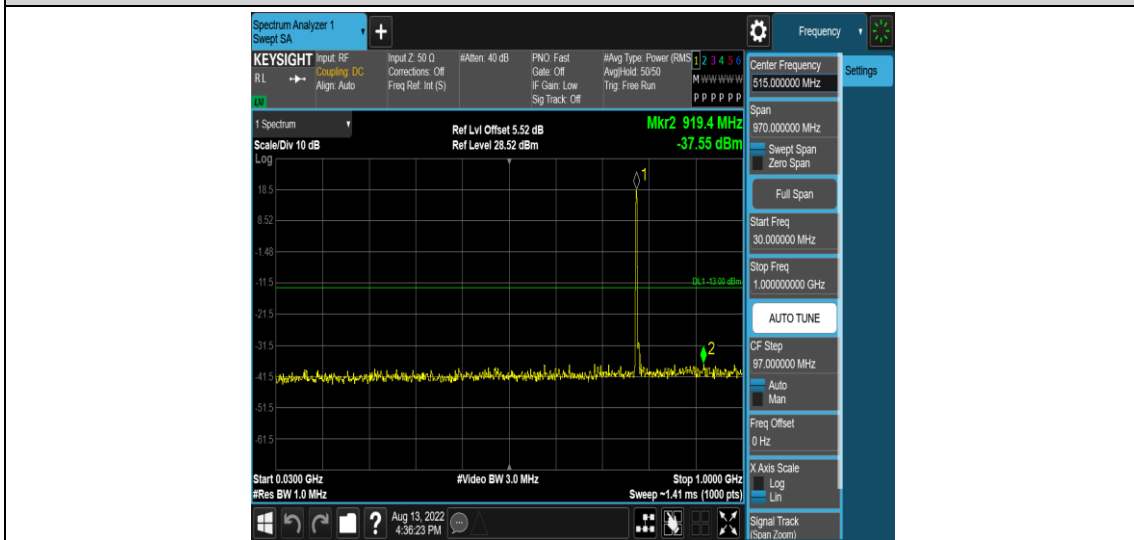 Spectrum Analyzer 1
Swept SA
+
Frequency
KEYSIGHT
RL
LXI
Input: RF
Coupling: DC
Align: Auto
Input Z: 50 Ω
Corrections: Off
Freq Ref: Int (S)
#Atten: 40 dB
PNO: Fast
Gate: Off
IF Gain: Low
Sig Track: Off
#Avg Type: Power (RMS
Avg|Hold: 50/50
Trig: Free Run
1 2 3 4 5 6
M W W W W W
P P P P P P
1 Spectrum
Scale/Div 10 dB
Ref Lvl Offset 5.52 dB
Ref Level 28.52 dBm
Mkr2 919.4 MHz
-37.55 dBm
Log
1
18.5
8.52
-1.48
-11.5
DL1 -13.00 dBm
-21.5
-31.5
2
-41.5
-51.5
-61.5
Start 0.0300 GHz
#Res BW 1.0 MHz
#Video BW 3.0 MHz
Stop 1.0000 GHz
Sweep ~1.41 ms (1000 pts)
?
Aug 13, 2022
4:36:23 PM
Center Frequency
515.000000 MHz
Settings
Span
970.000000 MHz
Swept Span
Zero Span
Full Span
Start Freq
30.000000 MHz
Stop Freq
1.000000000 GHz
AUTO TUNE
CF Step
97.000000 MHz
Auto
Man
Freq Offset
0 Hz
X Axis Scale
Log
Lin
Signal Track
(Span Zoom)